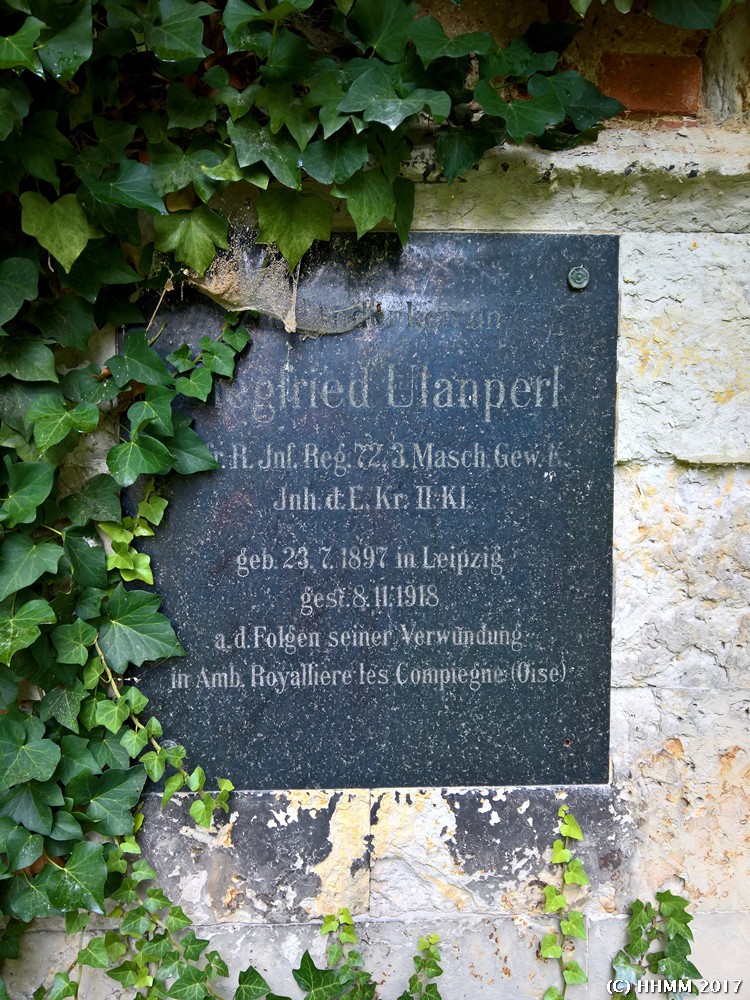 egfried Ulanperl
R. Jnf. Reg. 72, 3. Masch. Gew. K.
Jnh. d. E. Kr. II. Kl.
geb. 23. 7. 1897 in Leipzig
gest. 8. 11. 1918
a. d. Folgen seiner Verwundung
in Amb. Royalliere les Compiegne (Oise)
(C) HHMM 2017